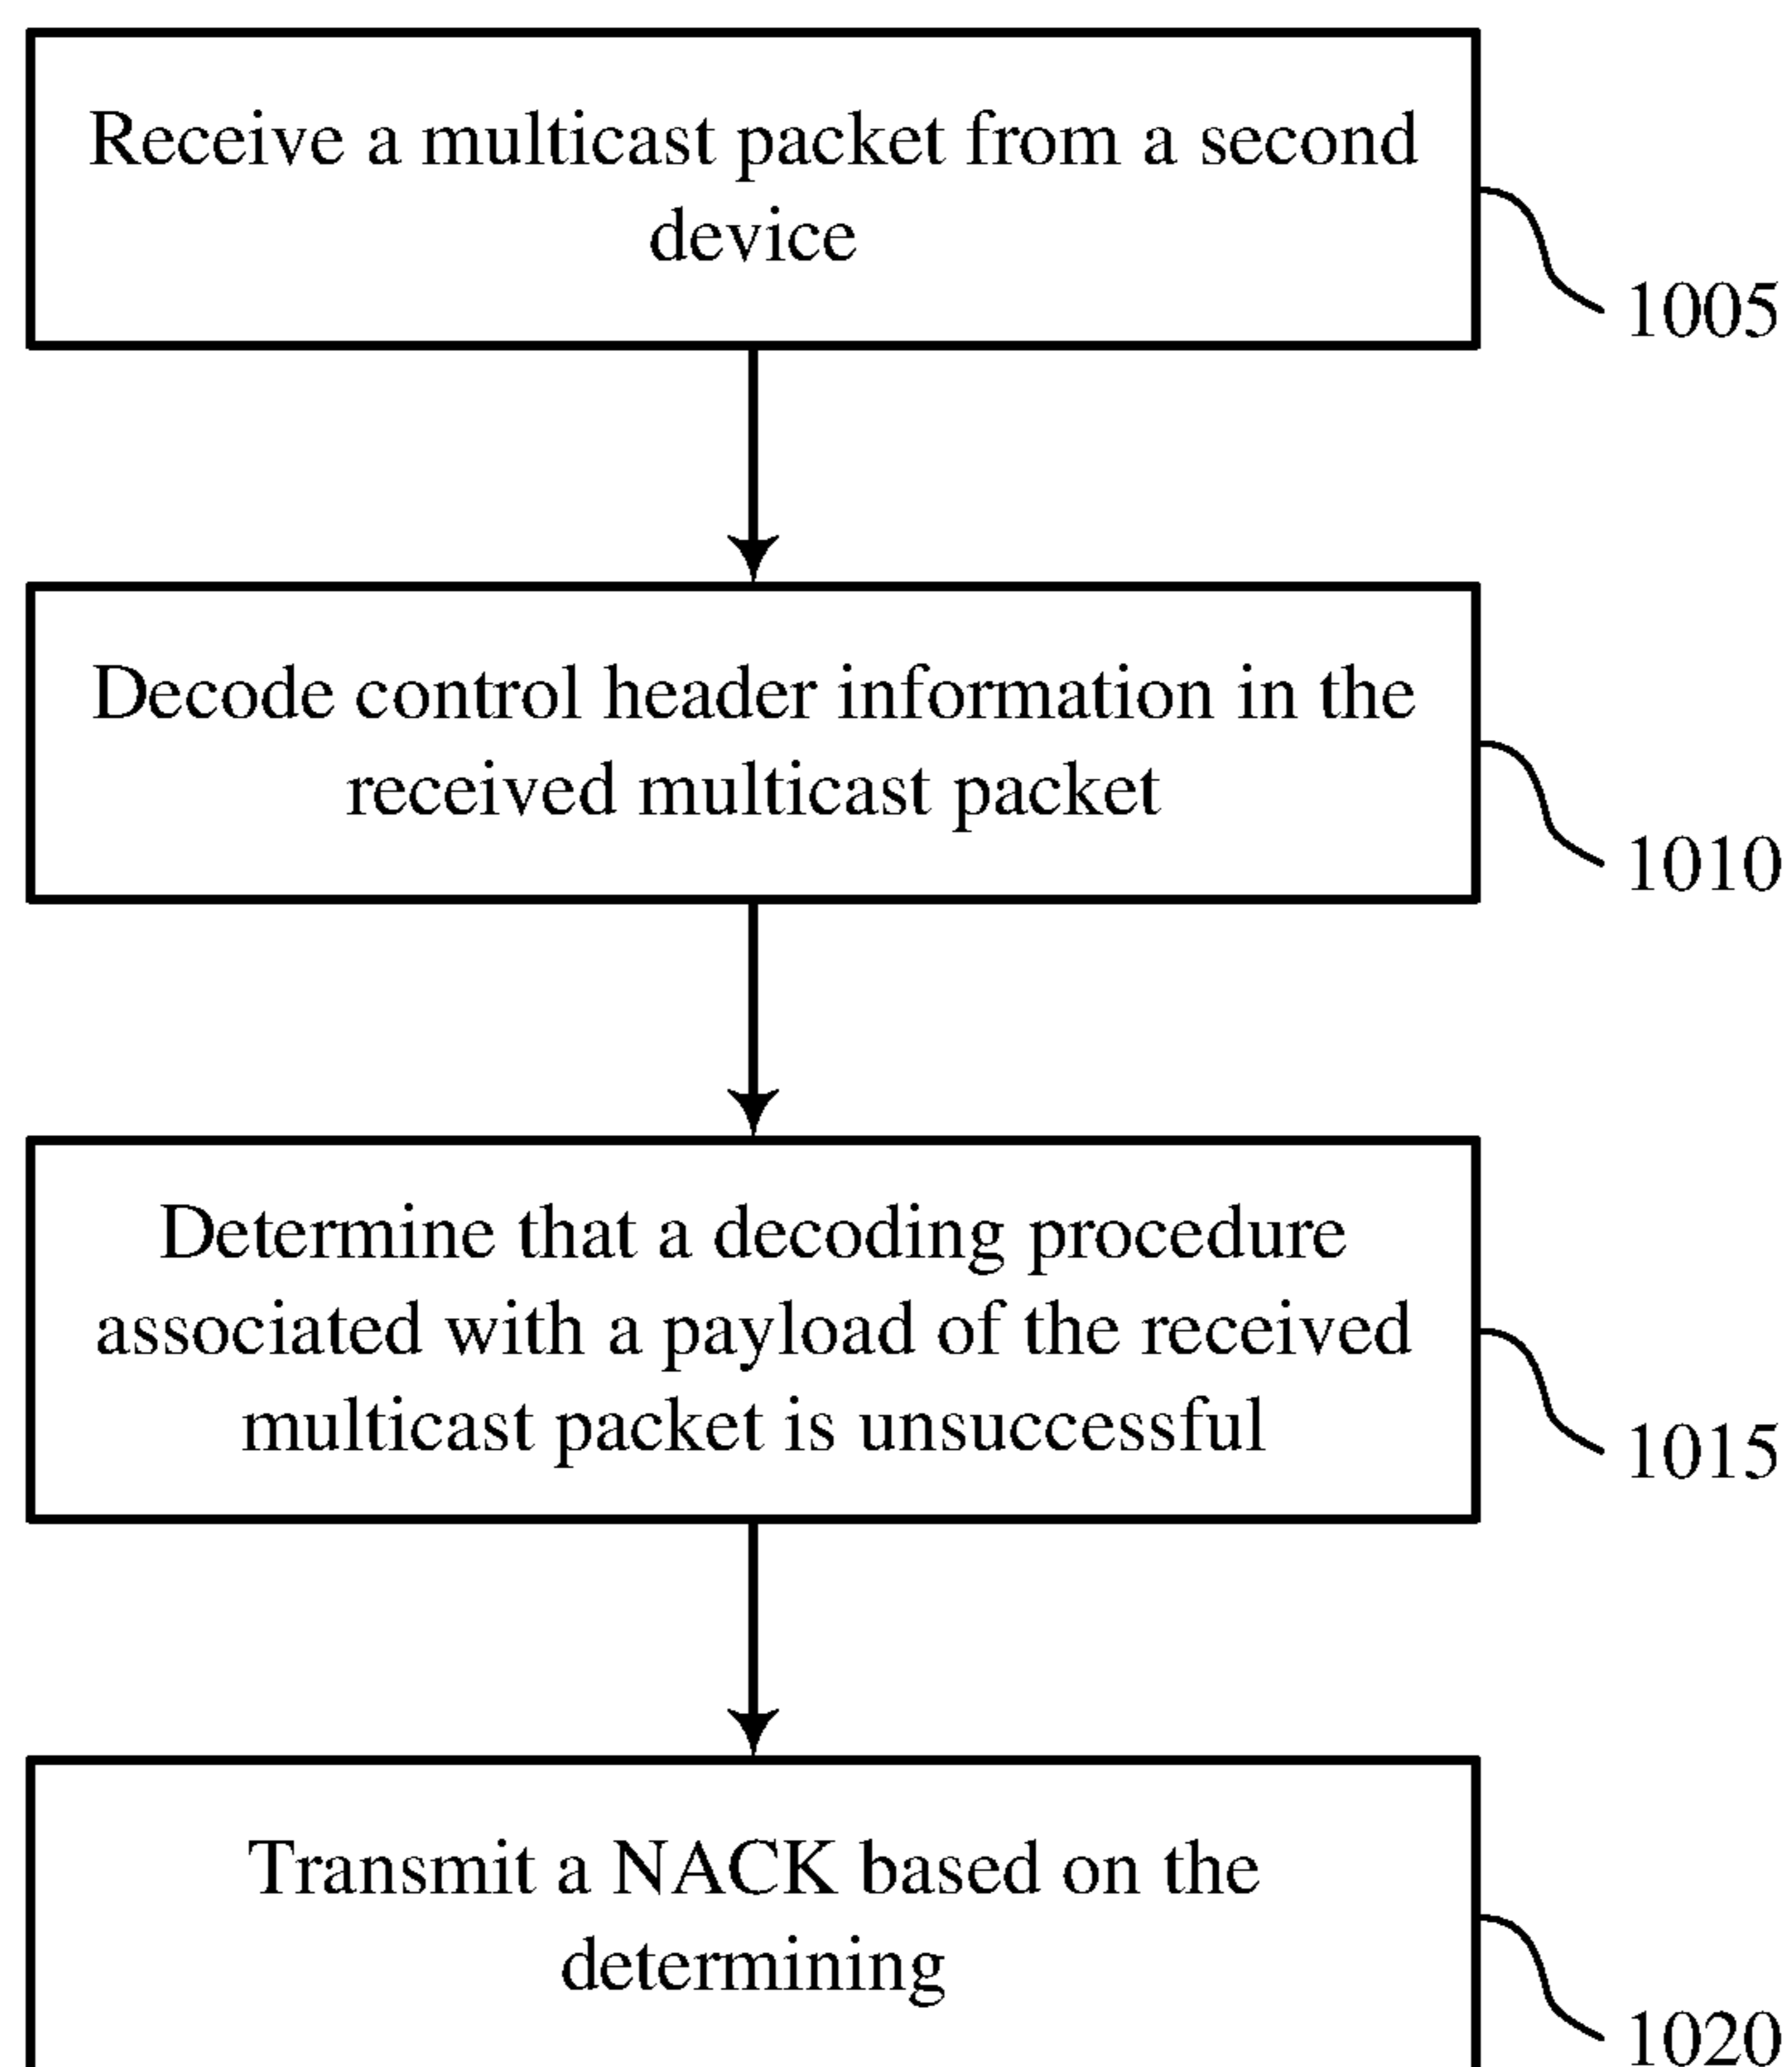 Receive a multicast packet from a second
device
1005
Decode control header information in the
received multicast packet
1010
Determine that a decoding procedure
associated with a payload of the received
multicast packet is unsuccessful
1015
Transmit a NACK based on the
determining
1020